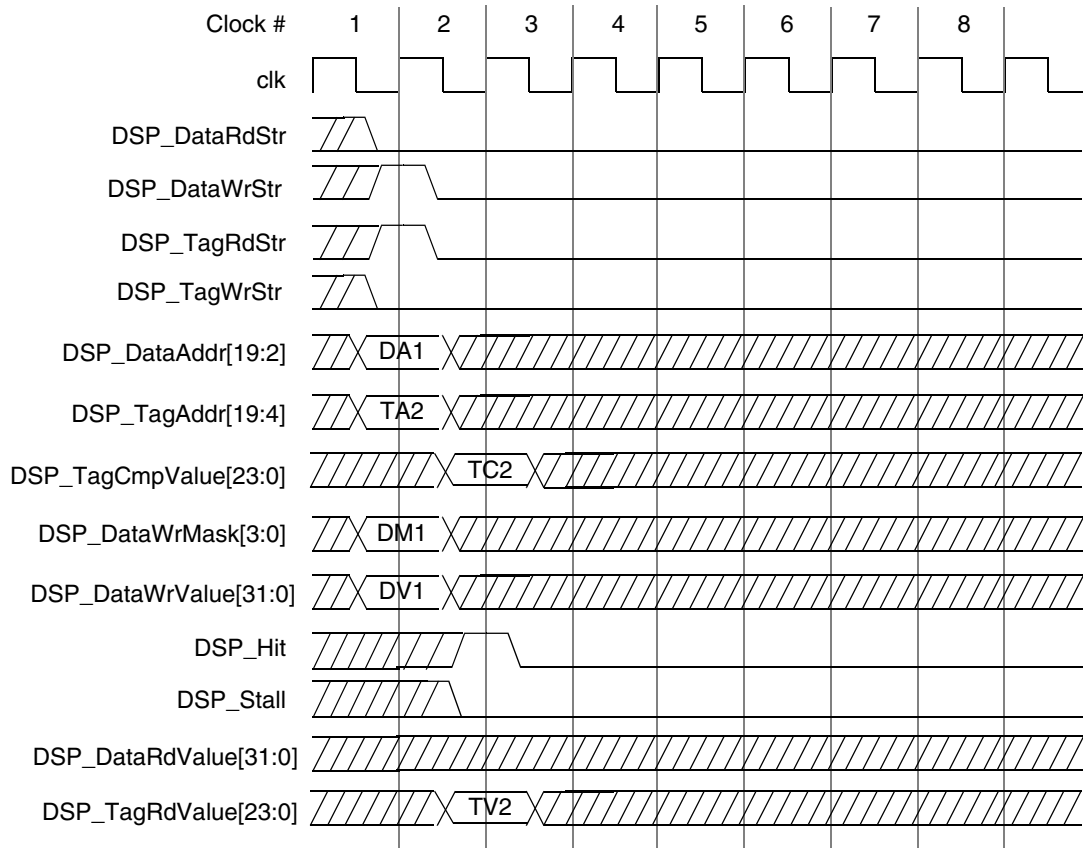 Clock # 1 2 3 4 5 6 7 8
clk
DSP_DataRdStr
DSP_DataWrStr
DSP_TagRdStr
DSP_TagWrStr
DSP_DataAddr[19:2] DA1
DSP_TagAddr[19:4] TA2
DSP_TagCmpValue[23:0] TC2
DSP_DataWrMask[3:0] DM1
DSP_DataWrValue[31:0] DV1
DSP_Hit
DSP_Stall
DSP_DataRdValue[31:0]
DSP_TagRdValue[23:0] TV2